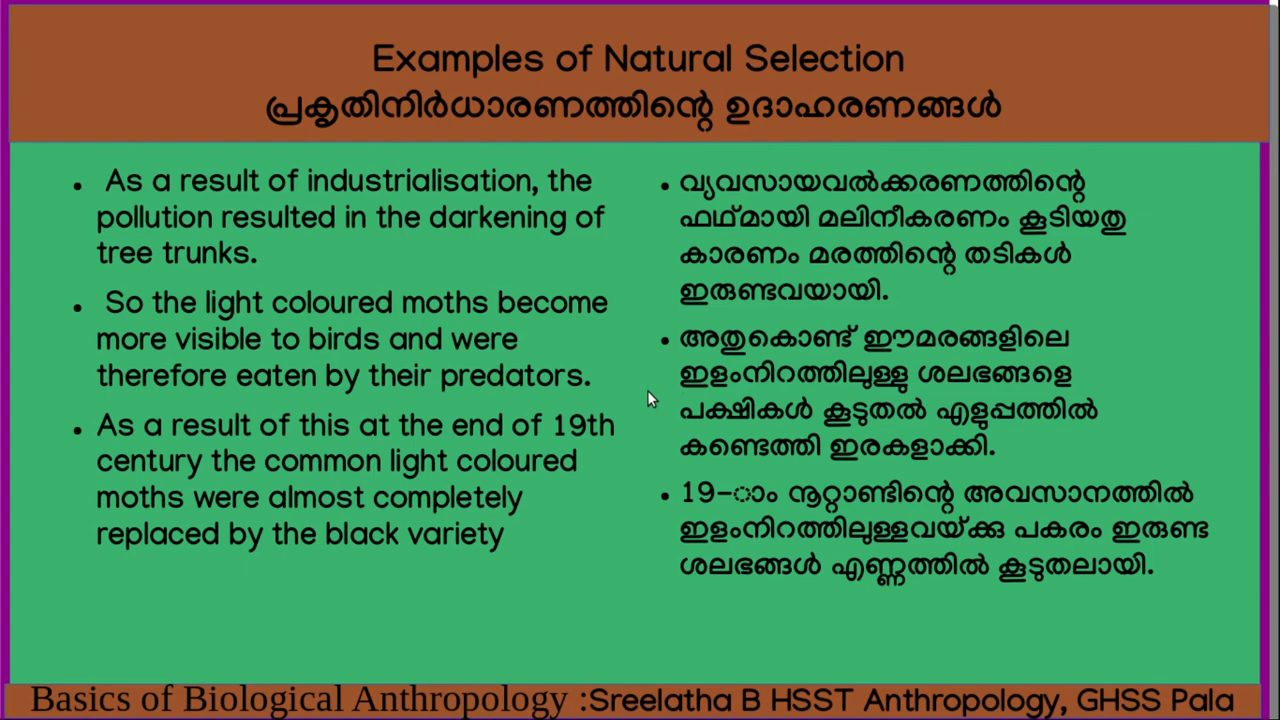 Examples of Natural Selection
പ്രകൃതിനിർധാരണത്തിന്റെ ഉദാഹരണങ്ങൾ
• As a result of industrialisation, the
pollution resulted in the darkening of
tree trunks.
• So the light coloured moths become
more visible to birds and were
therefore eaten by their predators.
• As a result of this at the end of 19th
century the common light coloured
moths were almost completely
replaced by the black variety
• വ്യവസായവൽക്കരണത്തിന്റെ
ഫഥ്മായി മലിനീകരണം കൂടിയതു
കാരണം മരത്തിന്റെ തടികൾ
ഇരുണ്ടവയായി.
• അതുകൊണ്ട് ഈമരങ്ങളിലെ
ഇളംനിറത്തിലുള്ളു ശലഭങ്ങളെ
പക്ഷികൾ കൂടുതൽ എളുപ്പത്തിൽ
കണ്ടെത്തി ഇരകളാക്കി.
• 19-ാം നൂറ്റാണ്ടിന്റെ അവസാനത്തിൽ
ഇളംനിറത്തിലുള്ളവയ്ക്കു പകരം ഇരുണ്ട
ശലഭങ്ങൾ എണ്ണത്തിൽ കൂടുതലായി.
Basics of Biological Anthropology :Sreelatha B HSST Anthropology, GHSS Pala